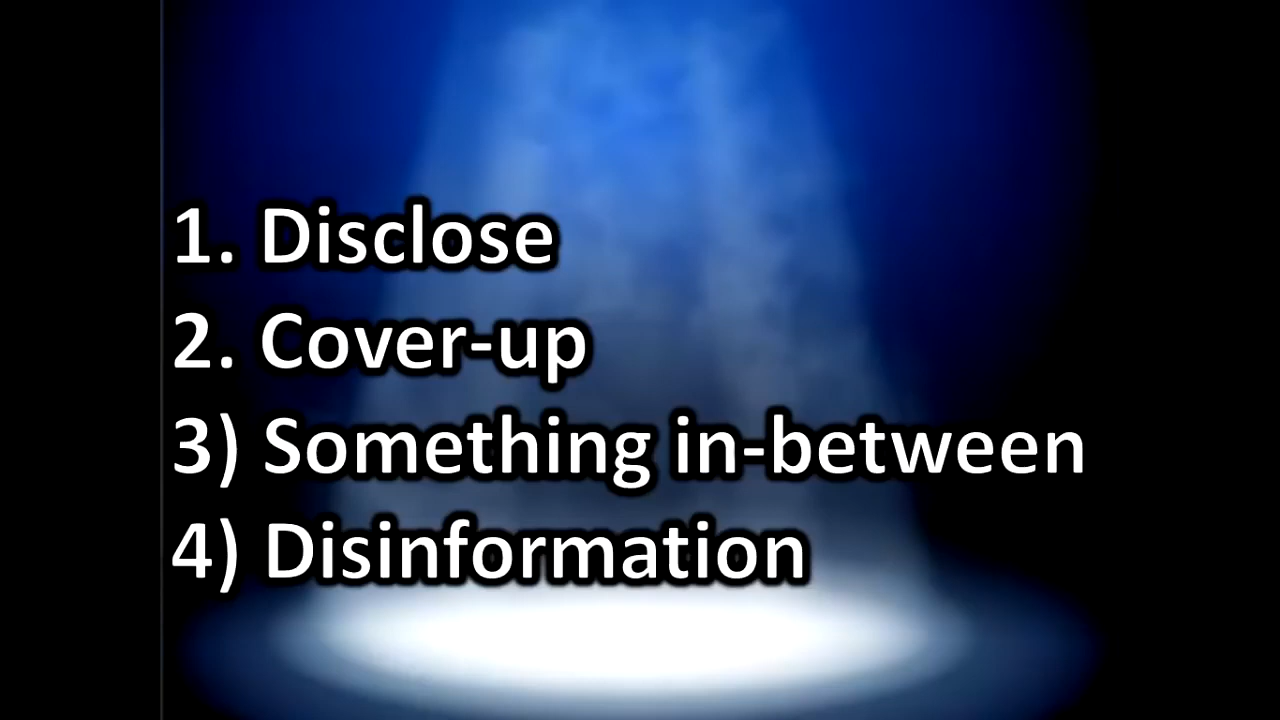 1. Disclose
2. Cover-up
3) Something in-between
4) Disinformation